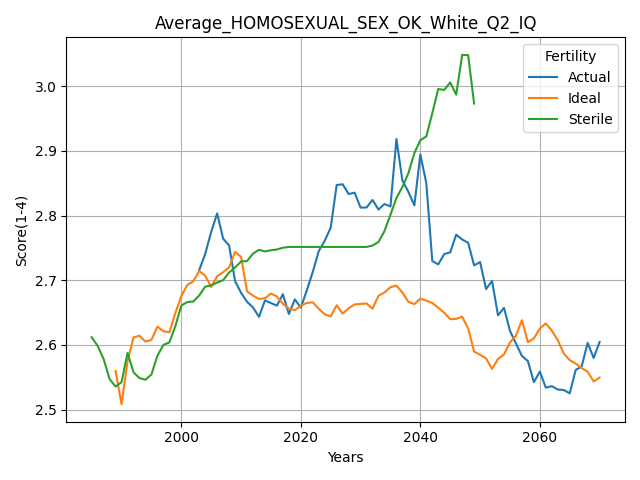 Average_HOMOSEXUAL_SEX_OK_White_Q2_IQ
Fertility
Actual
Ideal
Sterile
Score(1-4)
3.0
2.9
2.8
2.7
2.6
2.5
2000
2020
2040
2060
Years